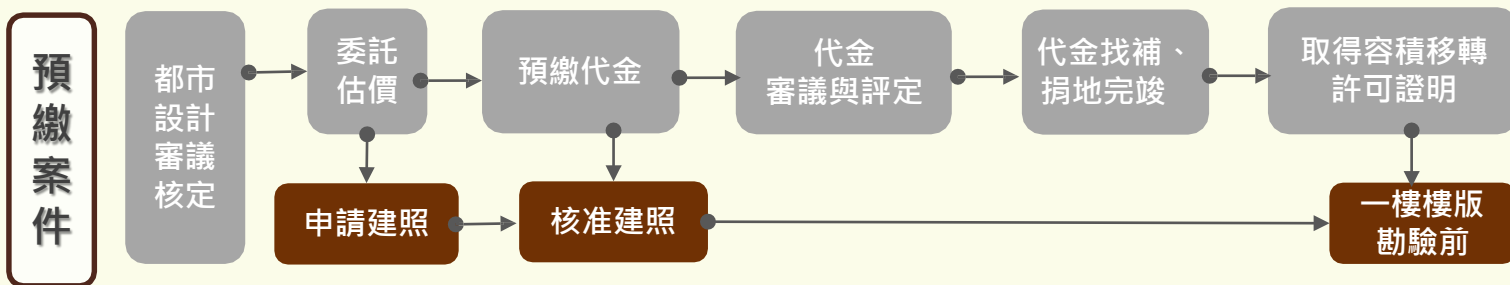 預繳案件
都市
設計
審議
核定
委託
估價
預繳代金
代金
審議與評定
代金找補、
捐地完竣
取得容積移轉
許可證明
申請建照
核准建照
一樓樓版
勘驗前